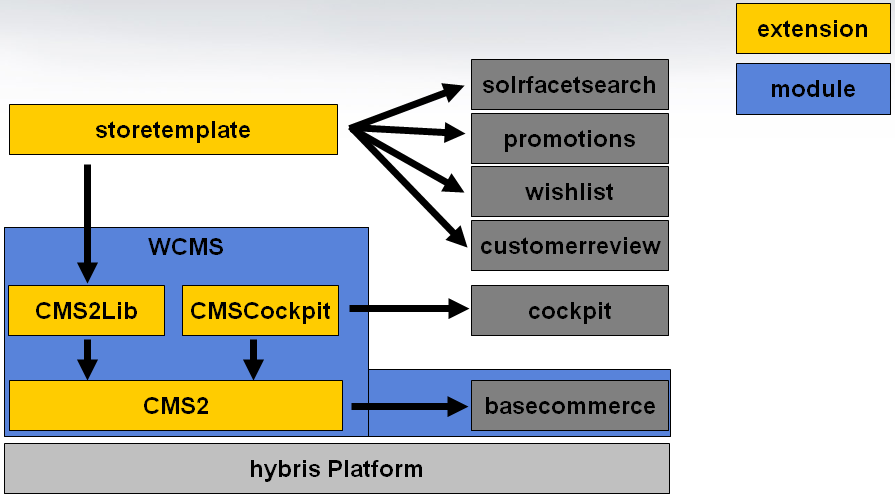 extension
module
solrfacetsearch
storetemplate
promotions
wishlist
customerreview
WCMS
CMS2Lib
CMSCockpit
cockpit
CMS2
basecommerce
hybris Platform